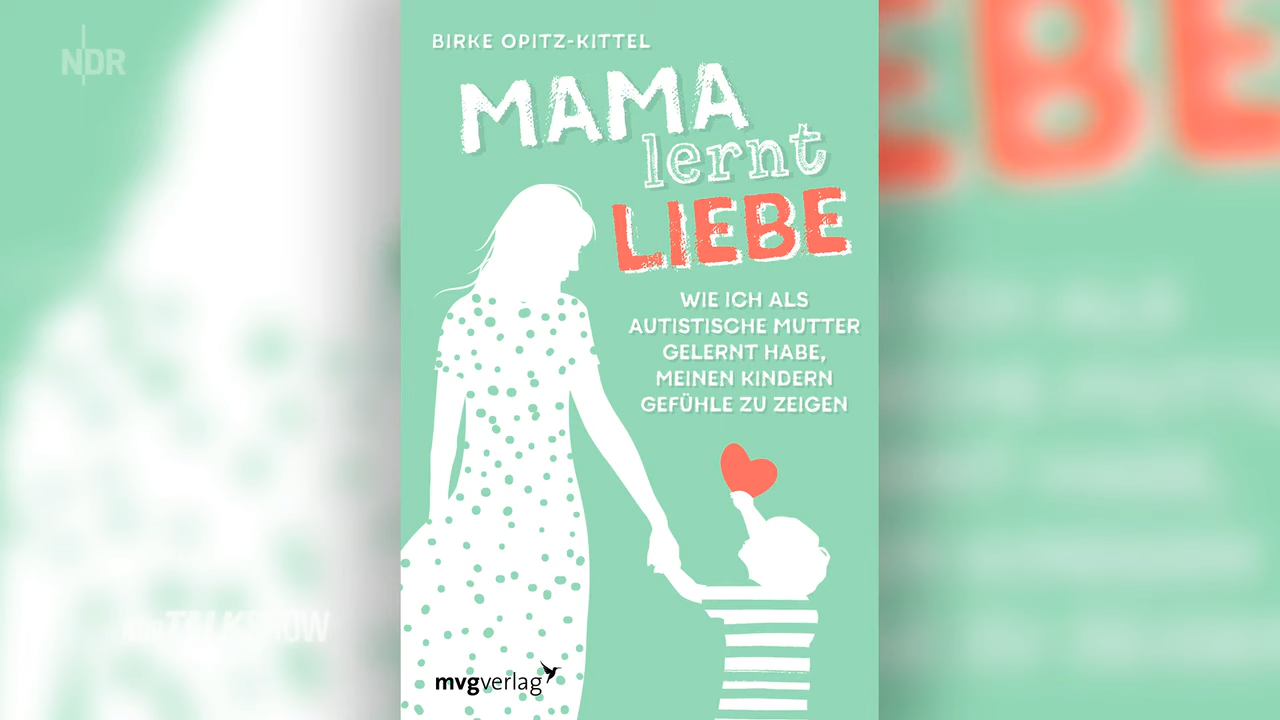 NDR
BIRKE OPITZ-KITTEL
MAMA
lernt
LIEBE
WIE ICH ALS
AUTISTISCHE MUTTER
GELERNT HABE,
MEINEN KINDERN
GEFÜHLE ZU ZEIGEN
TALKSHOW
mvgverlag